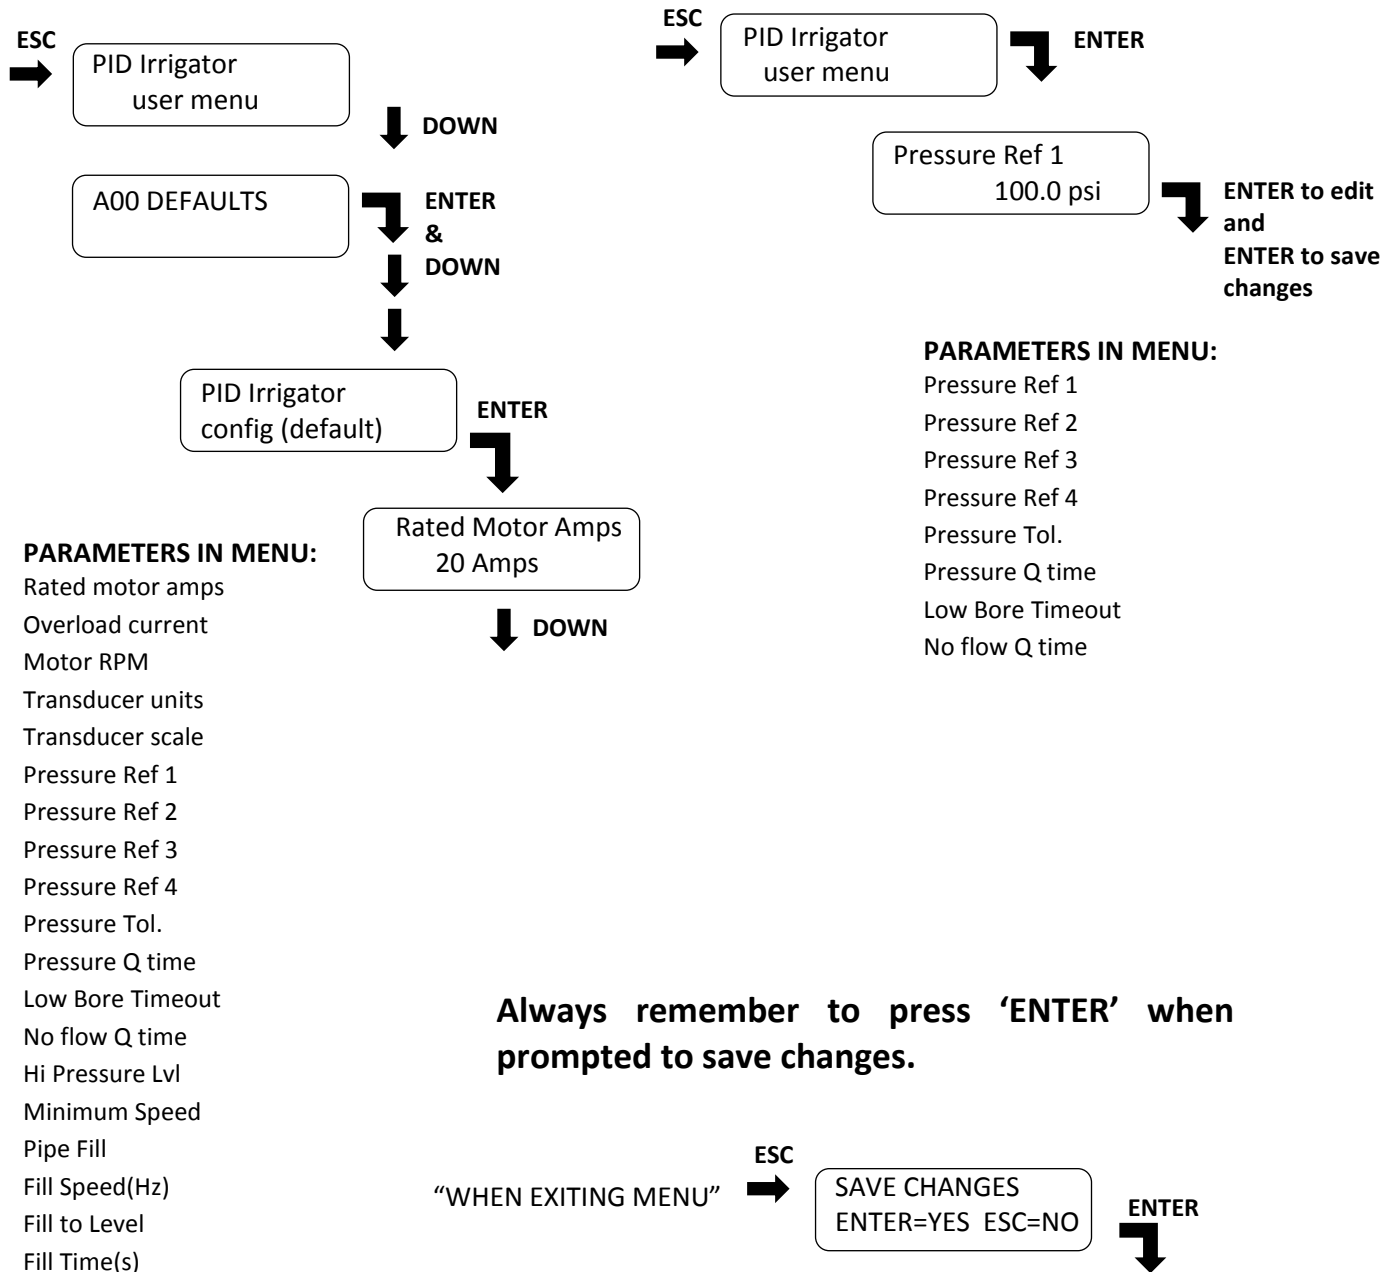 ESC
PID Irrigator
user menu
DOWN
A00 DEFAULTS
ENTER
&
DOWN
PID Irrigator
config (default)
ENTER
Rated Motor Amps
20 Amps
DOWN
PARAMETERS IN MENU:
Rated motor amps
Overload current
Motor RPM
Transducer units
Transducer scale
Pressure Ref 1
Pressure Ref 2
Pressure Ref 3
Pressure Ref 4
Pressure Tol.
Pressure Q time
Low Bore Timeout
No flow Q time
Hi Pressure Lvl
Minimum Speed
Pipe Fill
Fill Speed(Hz)
Fill to Level
Fill Time(s)
ESC
PID Irrigator
user menu
ENTER
Pressure Ref 1
100.0 psi
ENTER to edit
and
ENTER to save
changes
PARAMETERS IN MENU:
Pressure Ref 1
Pressure Ref 2
Pressure Ref 3
Pressure Ref 4
Pressure Tol.
Pressure Q time
Low Bore Timeout
No flow Q time
Always remember to press ‘ENTER’ when
prompted to save changes.
“WHEN EXITING MENU”
ESC
SAVE CHANGES
ENTER=YES ESC=NO
ENTER